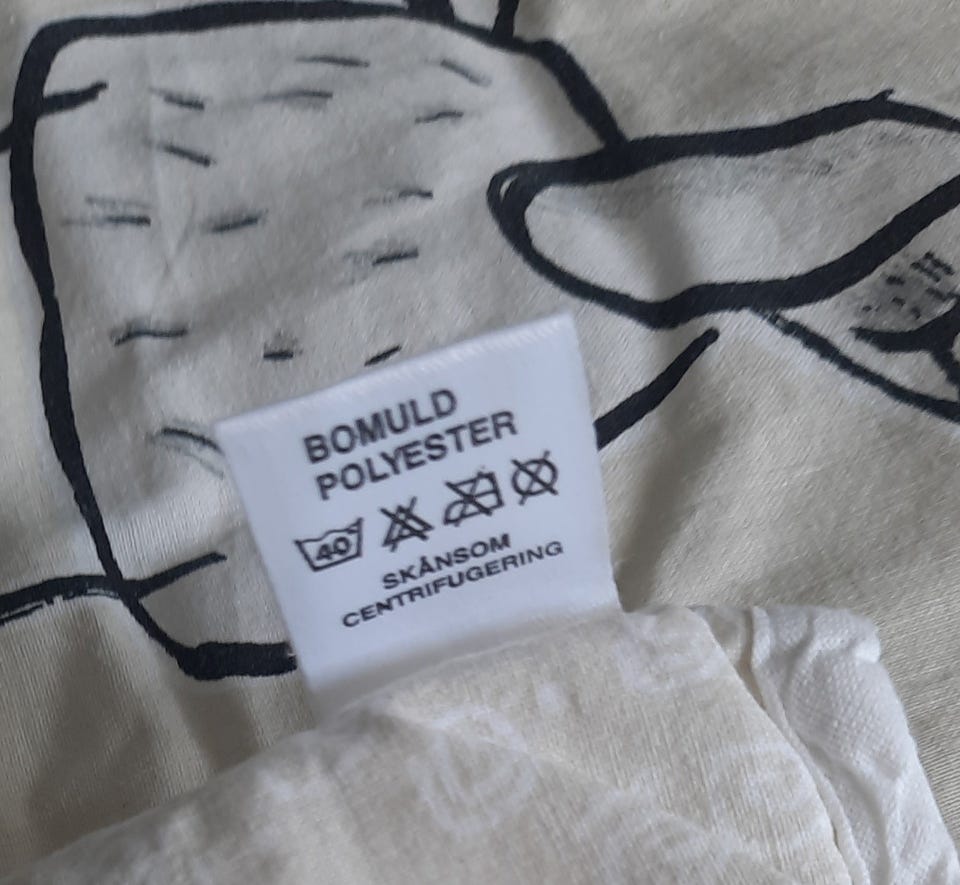 BOMULD
POLYESTER
40
SKÅNSOM
CENTRIFUGERING